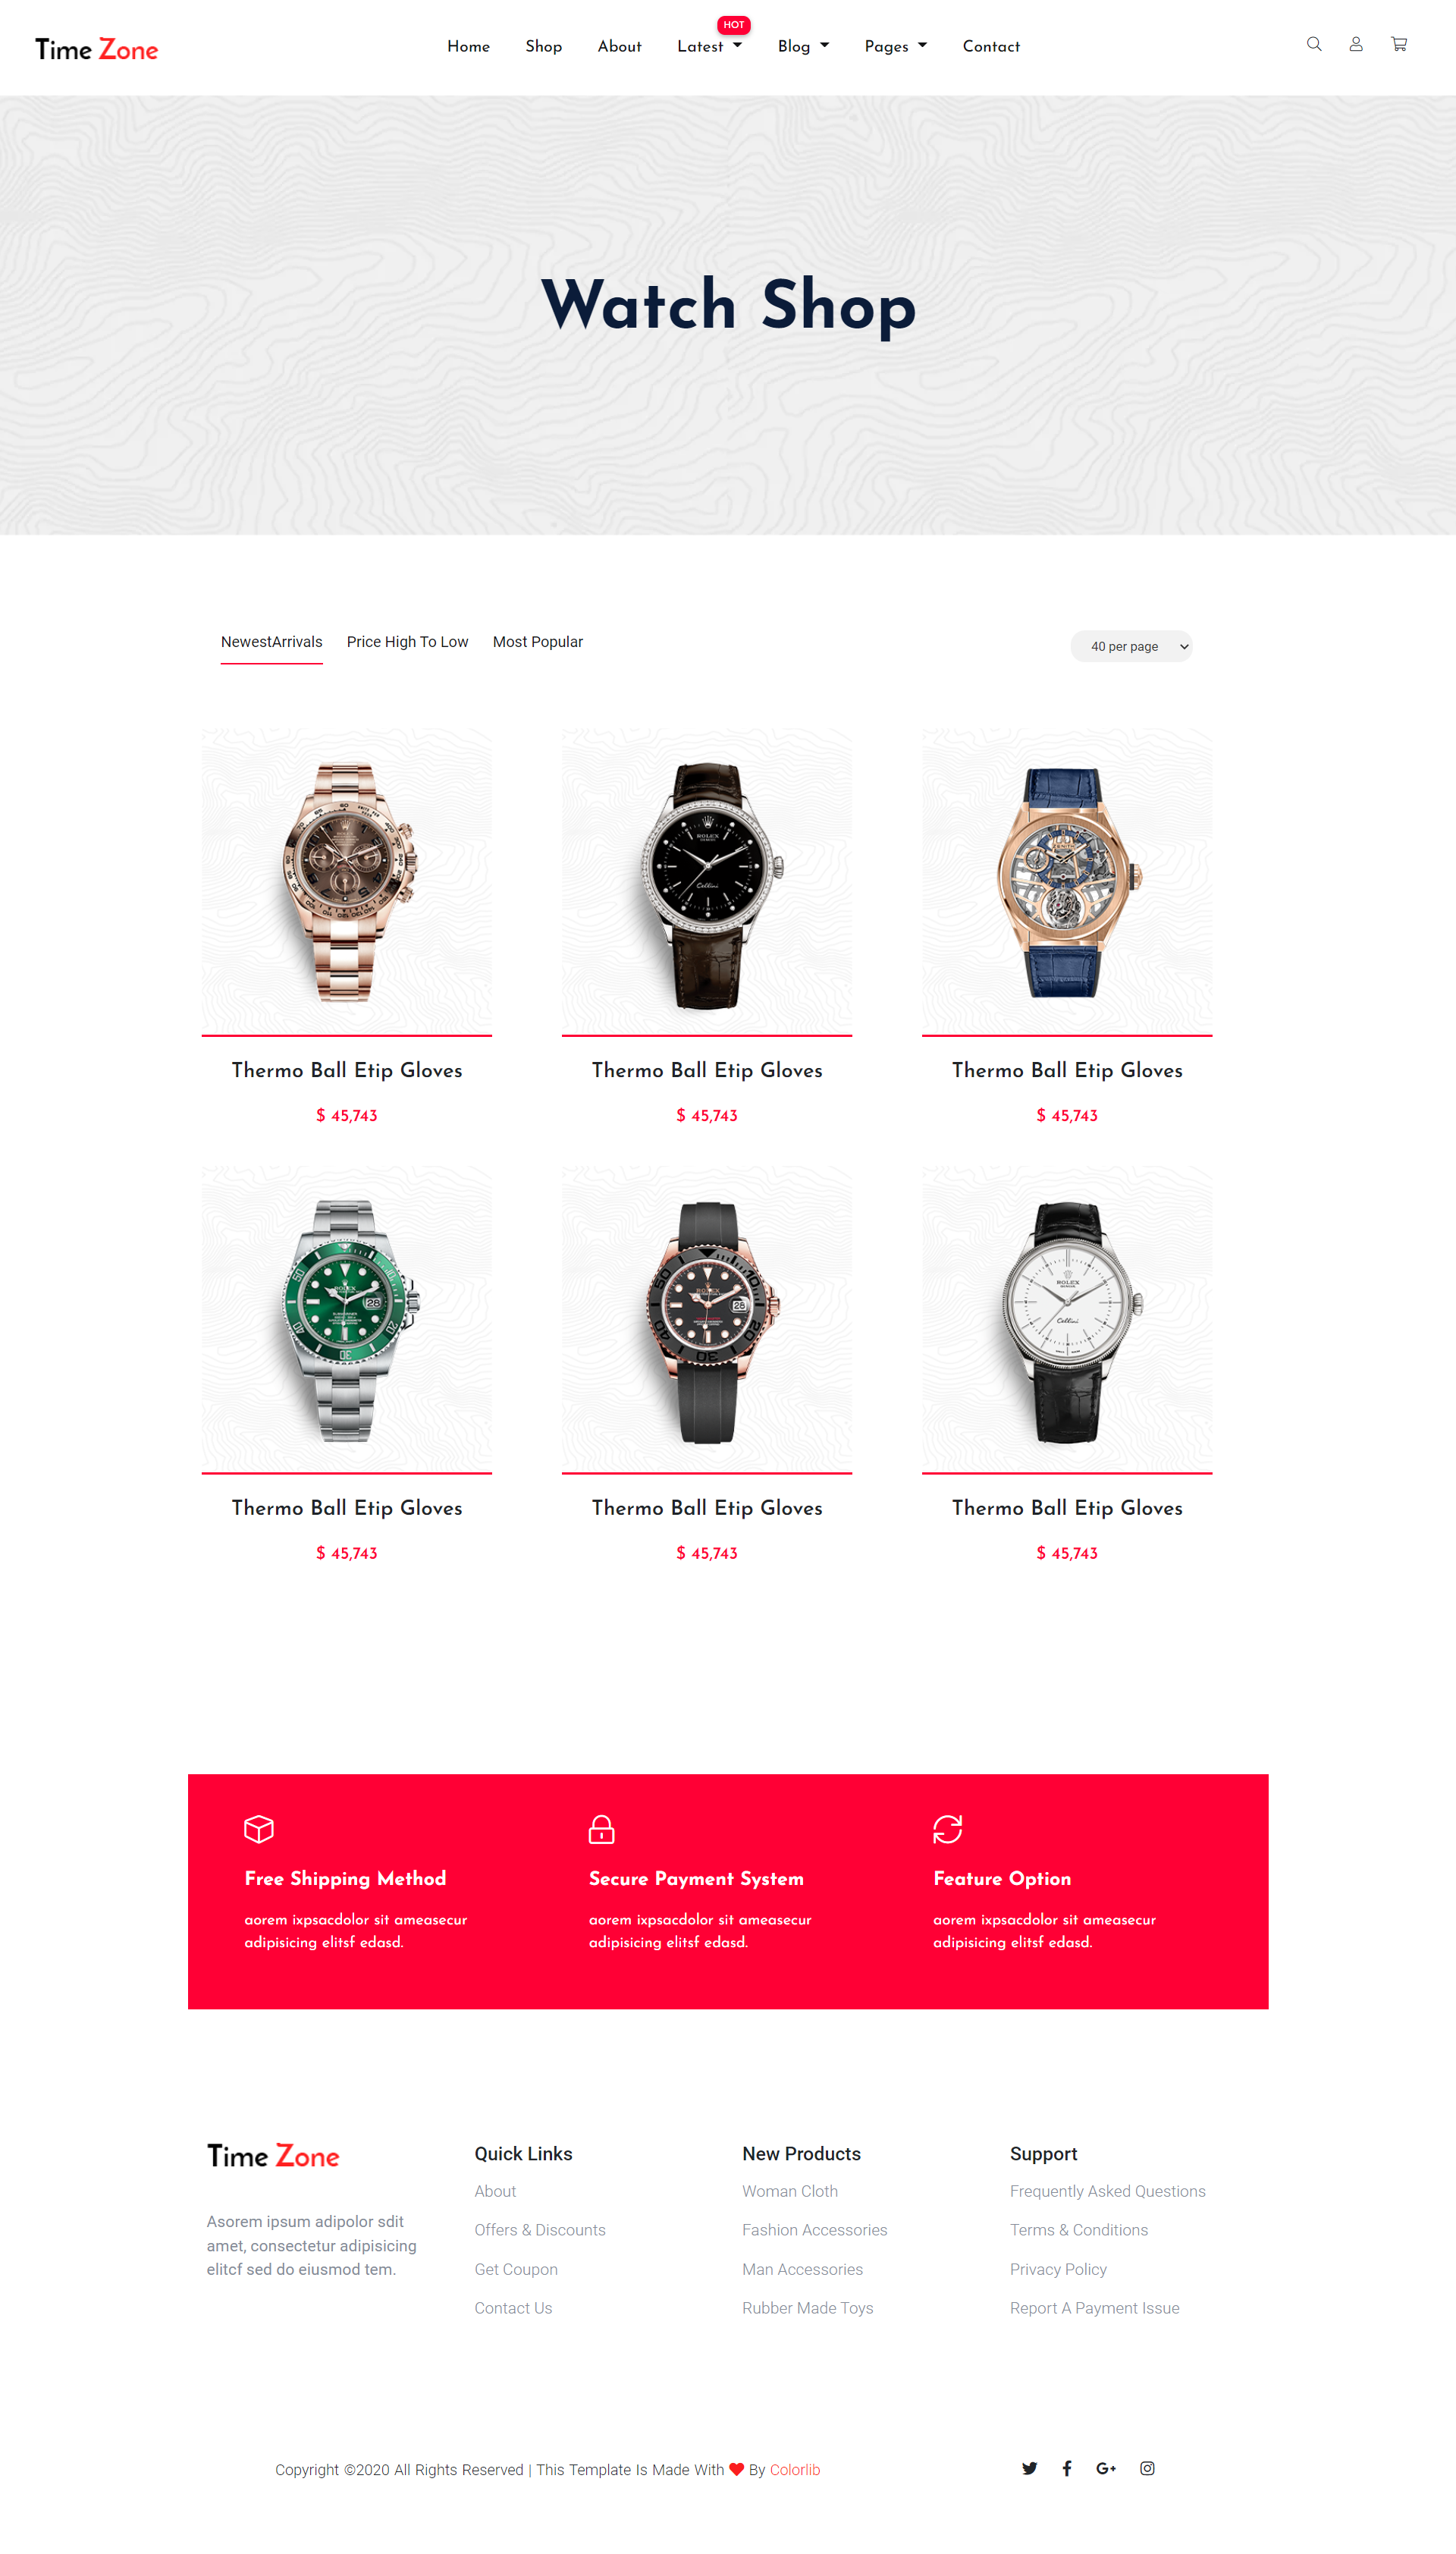 Time Zone
Home Shop About Latest HOT Blog Pages Contact
Watch Shop
NewestArrivals Price High To Low Most Popular 40 per page
Thermo Ball Etip Gloves Thermo Ball Etip Gloves Thermo Ball Etip Gloves
$ 45,743 $ 45,743 $ 45,743
Thermo Ball Etip Gloves Thermo Ball Etip Gloves Thermo Ball Etip Gloves
$ 45,743 $ 45,743 $ 45,743
Free Shipping Method
aorem ixpsacdolor sit ameasecur
adipisicing elitsf edasd.
Secure Payment System
aorem ixpsacdolor sit ameasecur
adipisicing elitsf edasd.
Feature Option
aorem ixpsacdolor sit ameasecur
adipisicing elitsf edasd.
Time Zone
Asorem ipsum adipolor sdit
amet, consectetur adipisicing
elitcf sed do eiusmod tem.
Quick Links
About
Offers & Discounts
Get Coupon
Contact Us
New Products
Woman Cloth
Fashion Accessories
Man Accessories
Rubber Made Toys
Support
Frequently Asked Questions
Terms & Conditions
Privacy Policy
Report A Payment Issue
Copyright ©2020 All Rights Reserved | This Template Is Made With ♥ By Colorlib